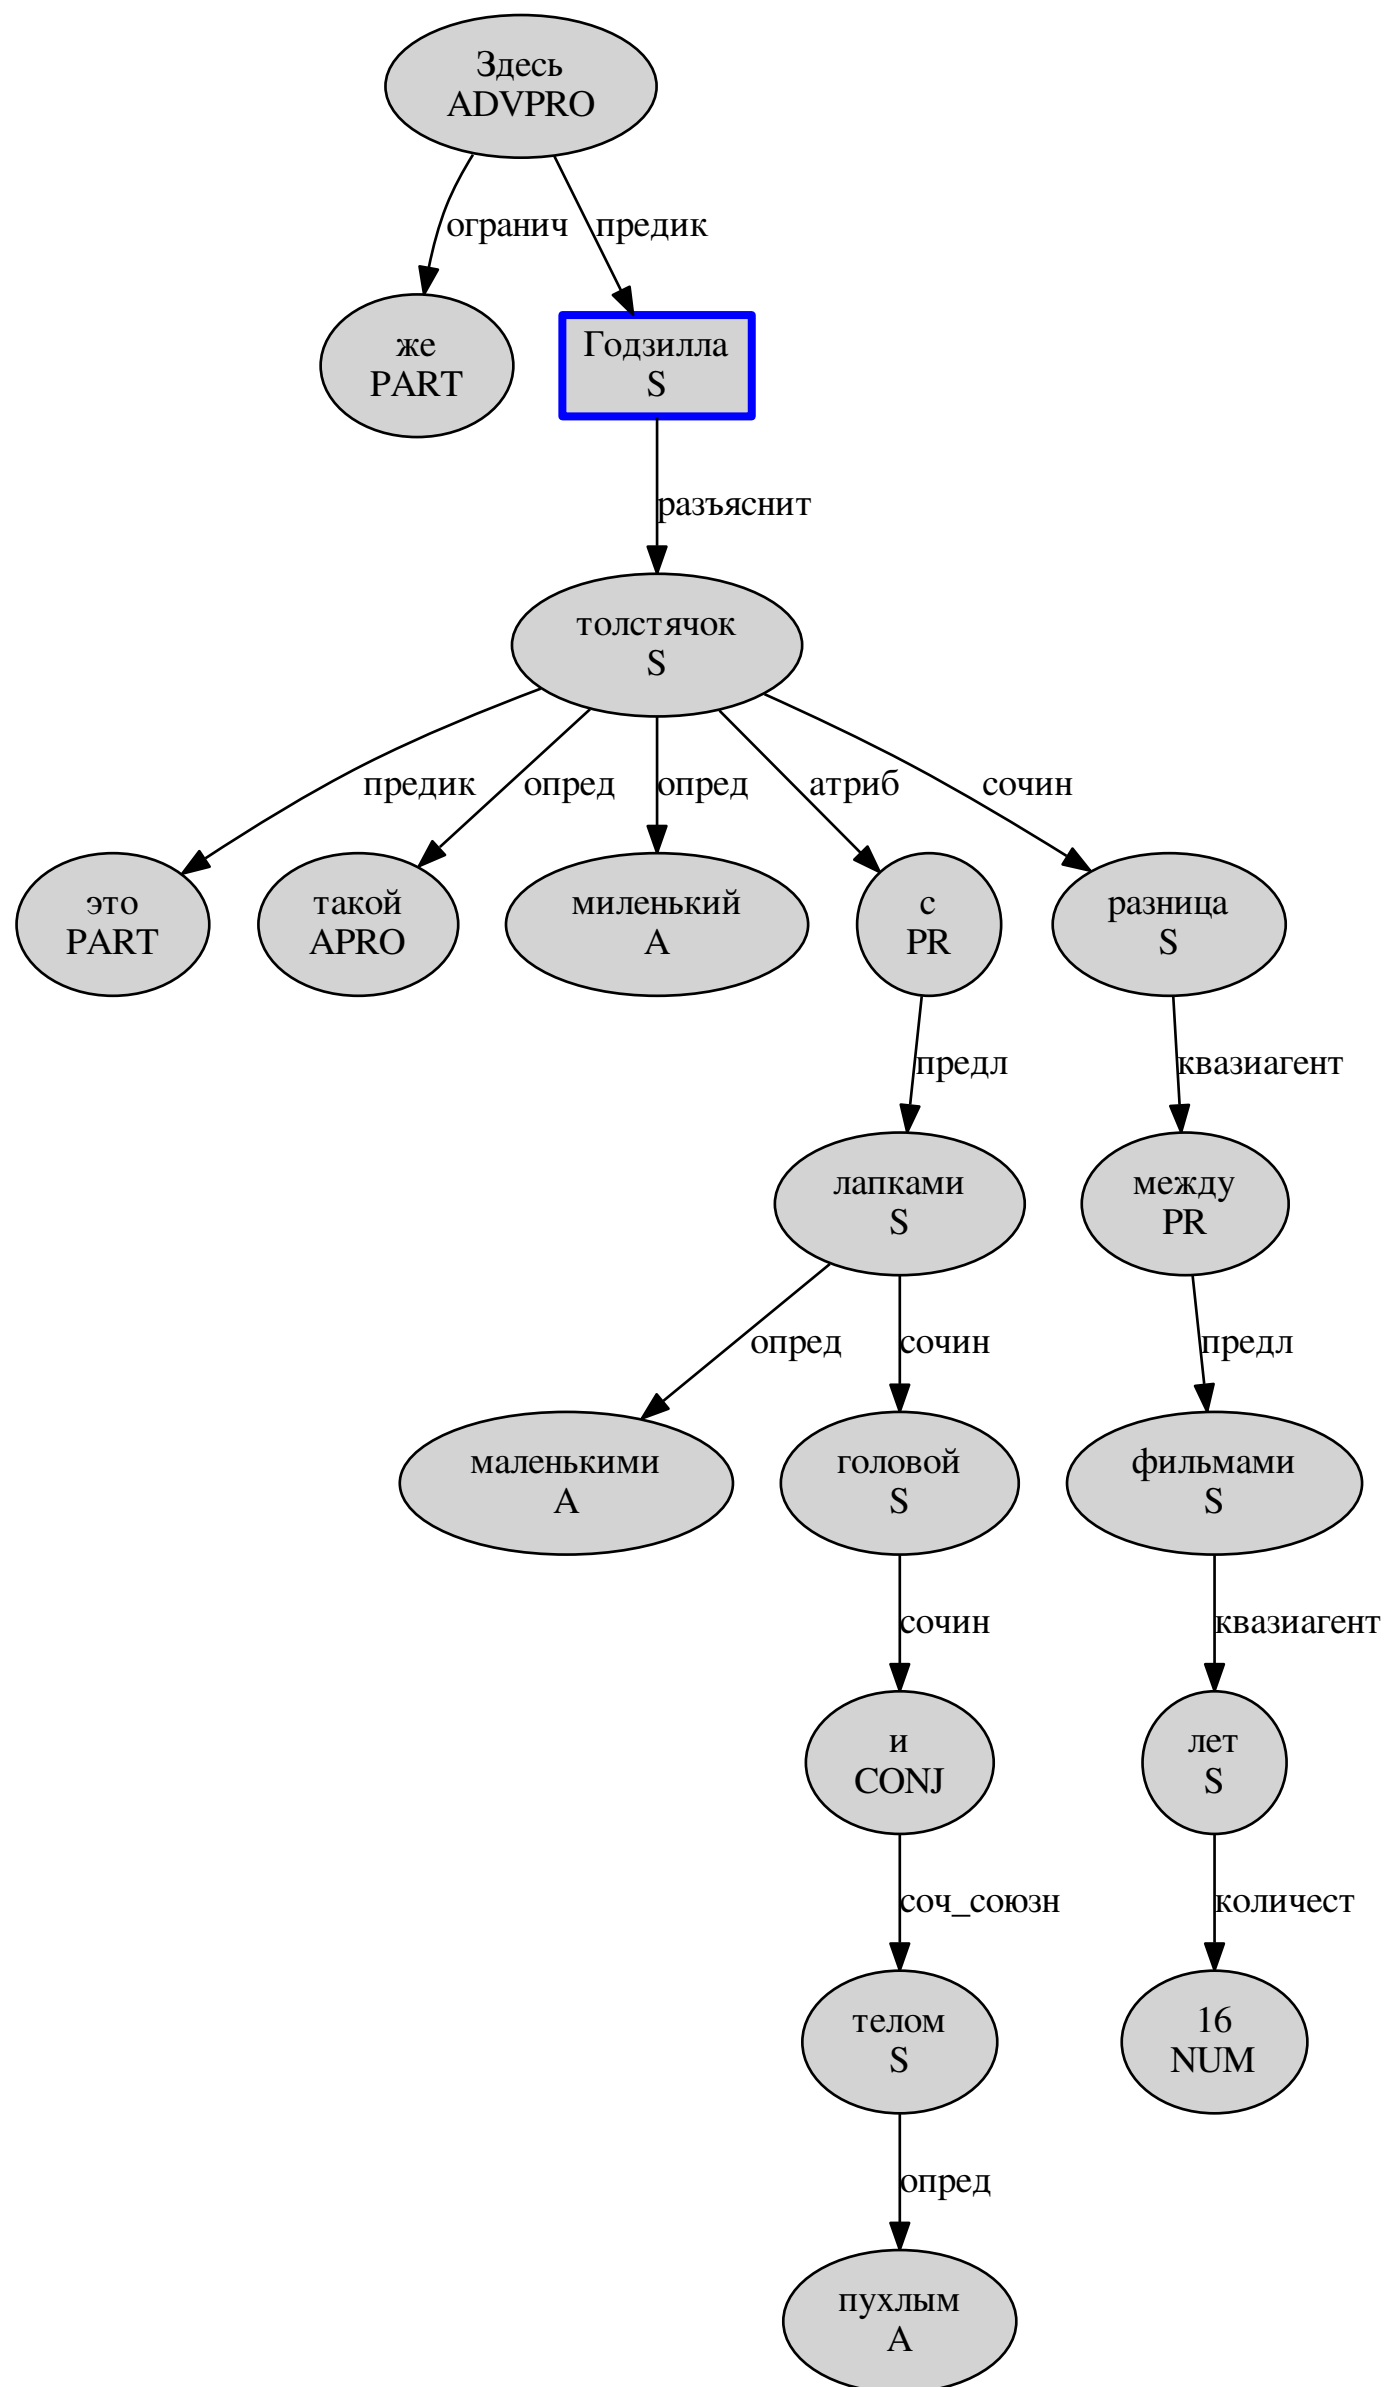 Здесь
ADVPRO
огранич
предик
же
PART
Годзилла
S
разъяснит
толстячок
S
предик
опред
опред
атриб
сочин
это
PART
такой
APRO
миленький
A
с
PR
разница
S
предл
квазиагент
лапками
S
между
PR
опред
сочин
предл
маленькими
A
головой
S
фильмами
S
сочин
квазиагент
и
CONJ
лет
S
соч_союзн
количест
телом
S
16
NUM
опред
пухлым
A